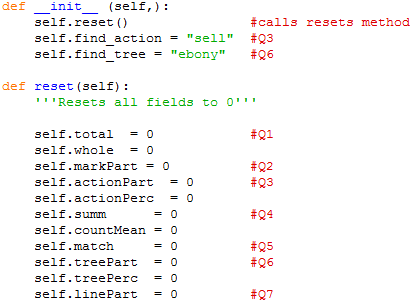 def __init__ (self,):
    self.reset()               #calls resets method
    self.find_action = "sell"  #Q3
    self.find_tree = "ebony"   #Q6

def reset(self):
    '''Resets all fields to 0'''

    self.total  = 0            #Q1
    self.whole  = 0
    self.markPart = 0          #Q2
    self.actionPart  = 0       #Q3
    self.actionPerc  = 0
    self.summ      = 0         #Q4
    self.countMean = 0
    self.match     = 0         #Q5
    self.treePart  = 0         #Q6
    self.treePerc  = 0
    self.linePart  = 0         #Q7